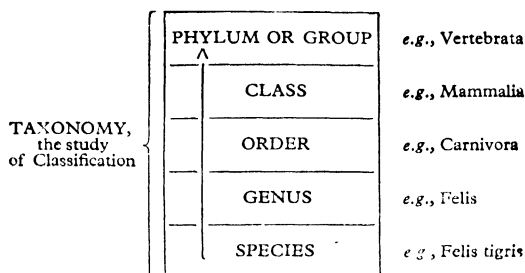 PHYLUM OR GROUP e.g., Vertebrata
CLASS e.g., Mammalia
TAXONOMY,
the study
of Classification
ORDER e.g., Carnivora
GENUS e.g., Felis
SPECIES e g , Felis tigris